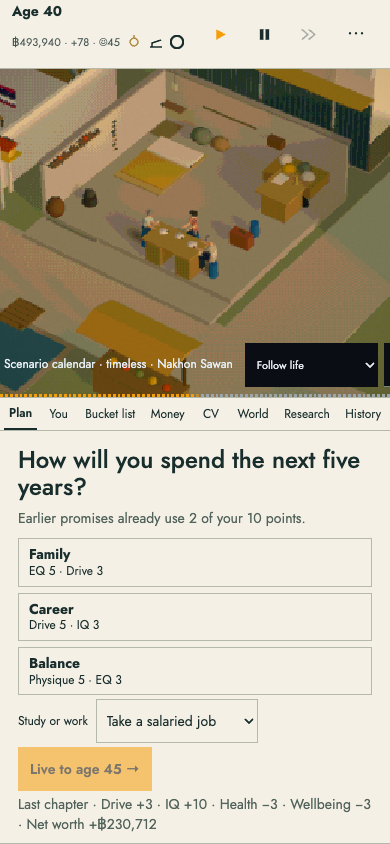 Age 40
฿493,940 · +78 · ◎45
Scenario calendar · timeless · Nakhon Sawan
Follow life
Plan You Bucket list Money CV World Research History
How will you spend the next five
years?
Earlier promises already use 2 of your 10 points.
Family
EQ 5 · Drive 3
Career
Drive 5 · IQ 3
Balance
Physique 5 · EQ 3
Study or work Take a salaried job
Live to age 45 →
Last chapter · Drive +3 · IQ +10 · Health −3 · Wellbeing −3
· Net worth +฿230,712